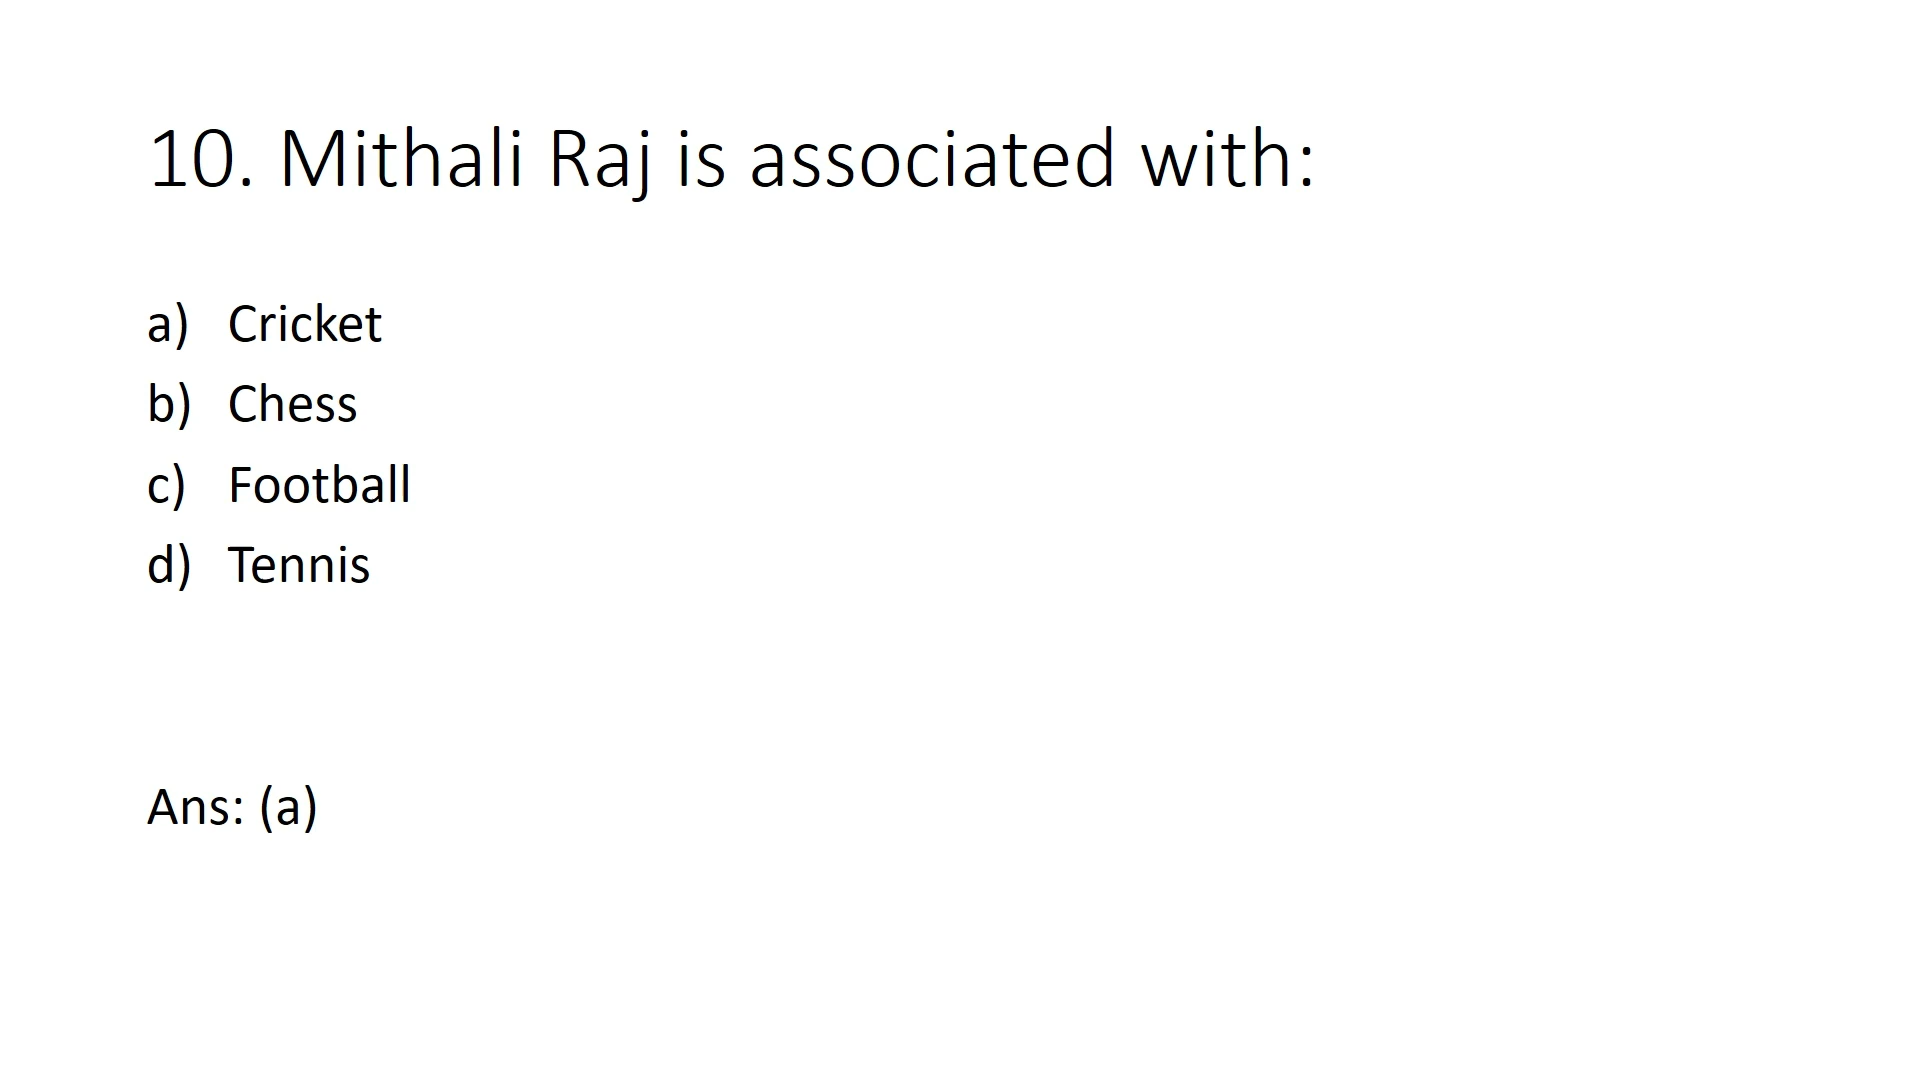 10. Mithali Raj is associated with:
a) Cricket
b) Chess
c) Football
d) Tennis
Ans: (a)